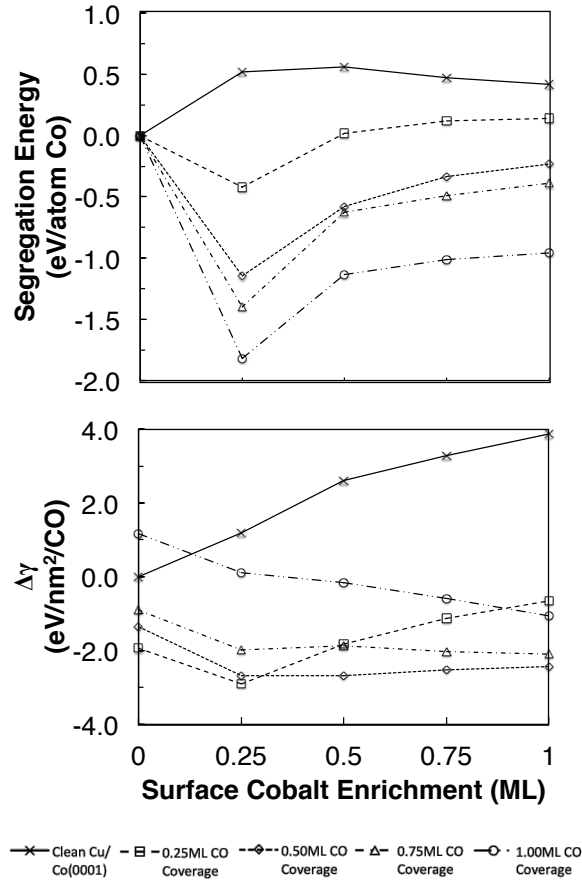 1.0
0.5
0.0
-0.5
-1.0
-1.5
-2.0
Segregation Energy
(eV/atom Co)
4.0
2.0
0.0
-2.0
-4.0
Δγ
(eV/nm²/CO)
0 0.25 0.5 0.75 1
Surface Cobalt Enrichment (ML)
Clean Cu/ 0.25ML CO 0.50ML CO 0.75ML CO 1.00ML CO
Co(0001) Coverage Coverage Coverage Coverage